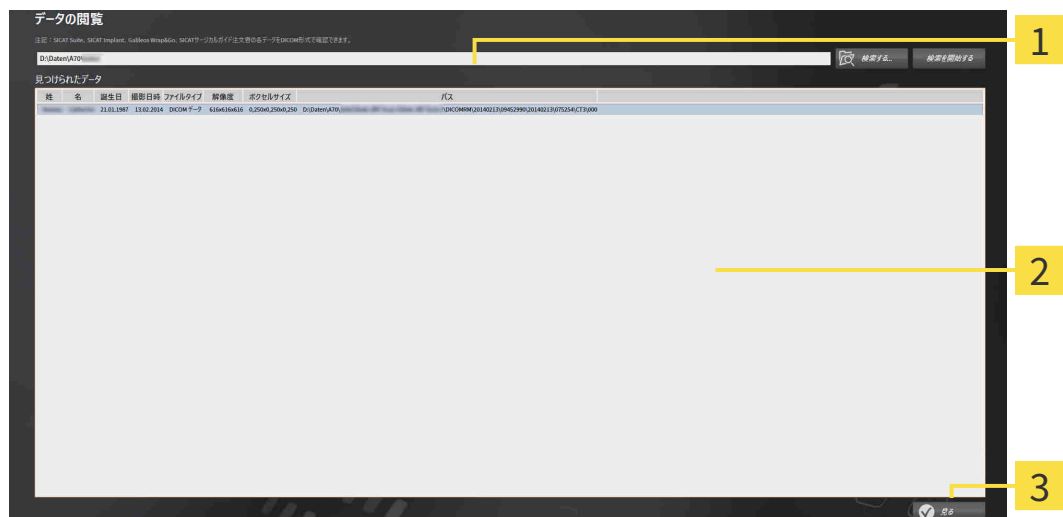 データの閲覧
注記：SICAT Suite、SICAT Implant、Galileos Wrap&Go、SICATサージカルガイド注文書の各データをDICOM形式で確認できます。
D:\Daten\A70\
検索する...
検索を開始する
見つけられたデータ
姓 名 誕生日 撮影日時 ファイルタイプ 解像度 ボクセルサイズ パス
21.01.1987 13.02.2014 DICOM データ 616x616x616 0,250x0,250x0,250 D:\Daten\A70\ \DICOMRM\20140213\09452990\20140213\075254\CT3\000
見る
1
2
3